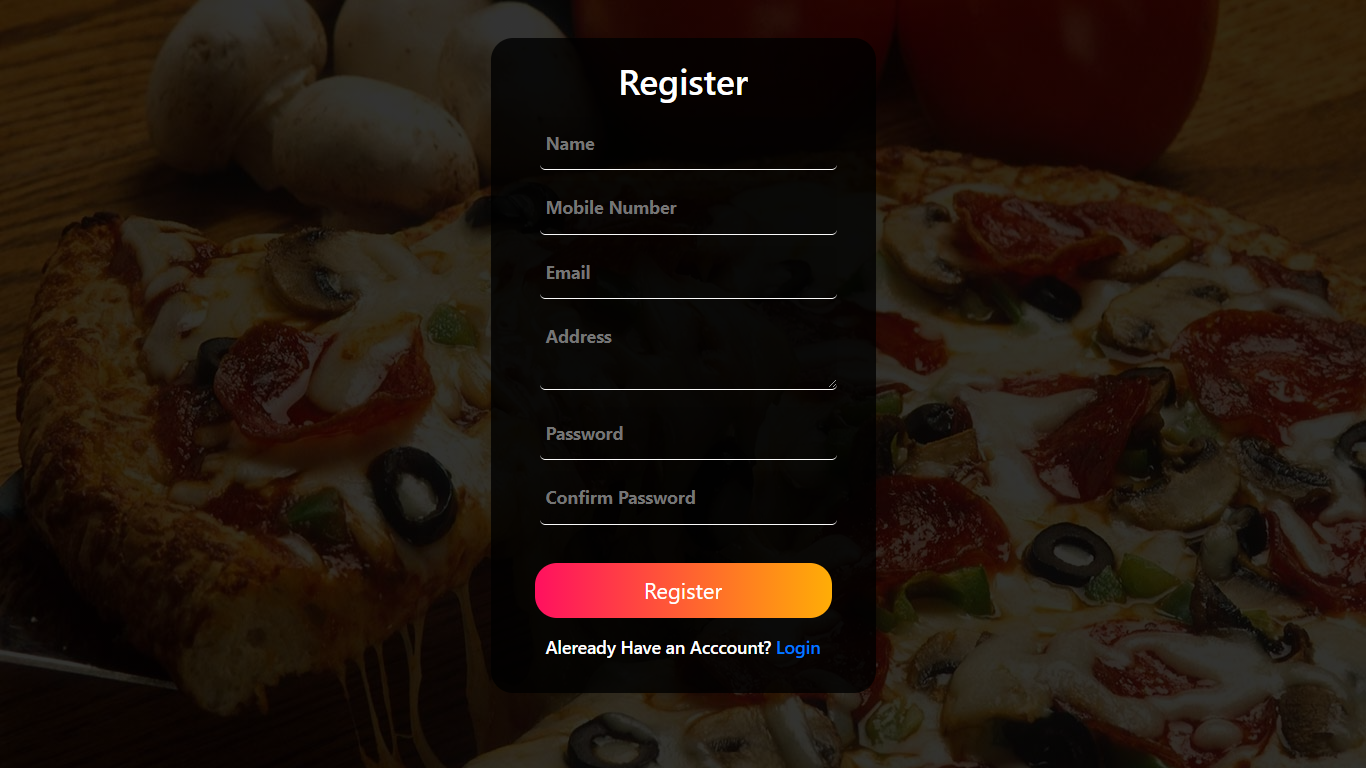 Register
Name
Mobile Number
Email
Address
Password
Confirm Password
Register
Aleready Have an Acccount? Login